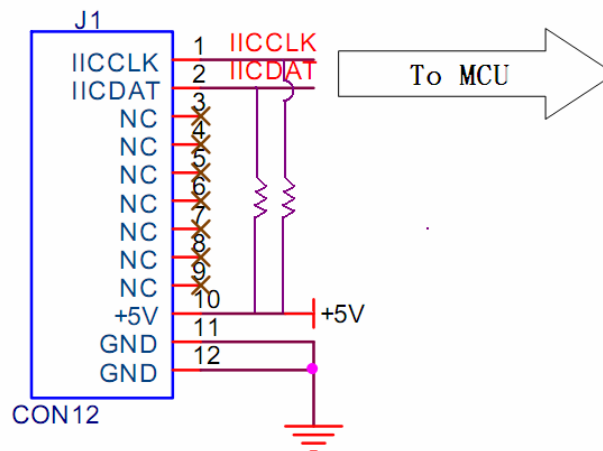 J1
IICCLK 1 IICCLK
IICDAT 2 IICDAT
NC 3
NC 4
NC 5
NC 6
NC 7
NC 8
NC 9
+5V 10 +5V
GND 11
GND 12
CON12
To MCU